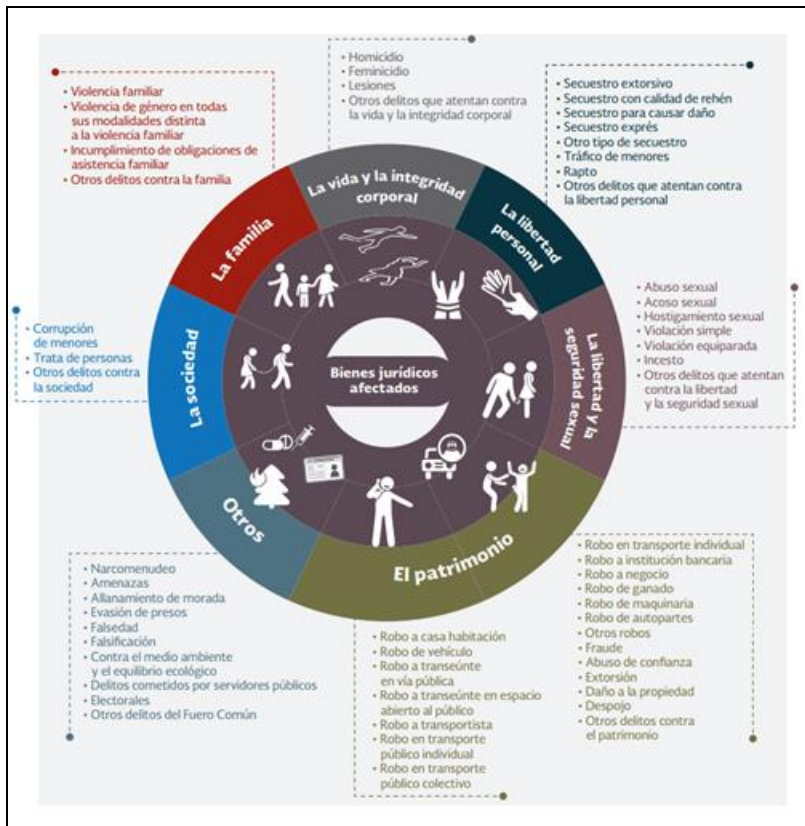 • Homicidio
• Feminicidio
• Lesiones
• Otros delitos que atentan contra
la vida y la integridad corporal
• Violencia familiar
• Violencia de género en todas
sus modalidades distinta
a la violencia familiar
• Incumplimiento de obligaciones de
asistencia familiar
• Otros delitos contra la familia
• Secuestro extorsivo
• Secuestro con calidad de rehén
• Secuestro para causar daño
• Secuestro exprés
• Otro tipo de secuestro
• Tráfico de menores
• Rapto
• Otros delitos que atentan contra
la libertad personal
La vida y la integridad
corporal
La familia
La libertad
personal
• Abuso sexual
• Acoso sexual
• Hostigamiento sexual
• Violación simple
• Violación equiparada
• Incesto
• Otros delitos que atentan
contra la libertad
y la seguridad sexual
• Corrupción
de menores
• Trata de personas
• Otros delitos contra
la sociedad
La sociedad
Bienes jurídicos
afectados
La libertad y la
seguridad sexual
Otros
El patrimonio
• Narcomenudeo
• Amenazas
• Allanamiento de morada
• Evasión de presos
• Falsedad
• Falsificación
• Contra el medio ambiente
y el equilibrio ecológico
• Delitos cometidos por servidores públicos
• Electorales
• Otros delitos del Fuero Común
• Robo a casa habitación
• Robo de vehículo
• Robo a transeúnte
en vía pública
• Robo a transeúnte en espacio
abierto al público
• Robo a transportista
• Robo en transporte
público individual
• Robo en transporte
público colectivo
• Robo en transporte individual
• Robo a institución bancaria
• Robo a negocio
• Robo de ganado
• Robo de maquinaria
• Robo de autopartes
• Otros robos
• Fraude
• Abuso de confianza
• Extorsión
• Daño a la propiedad
• Despojo
• Otros delitos contra
el patrimonio